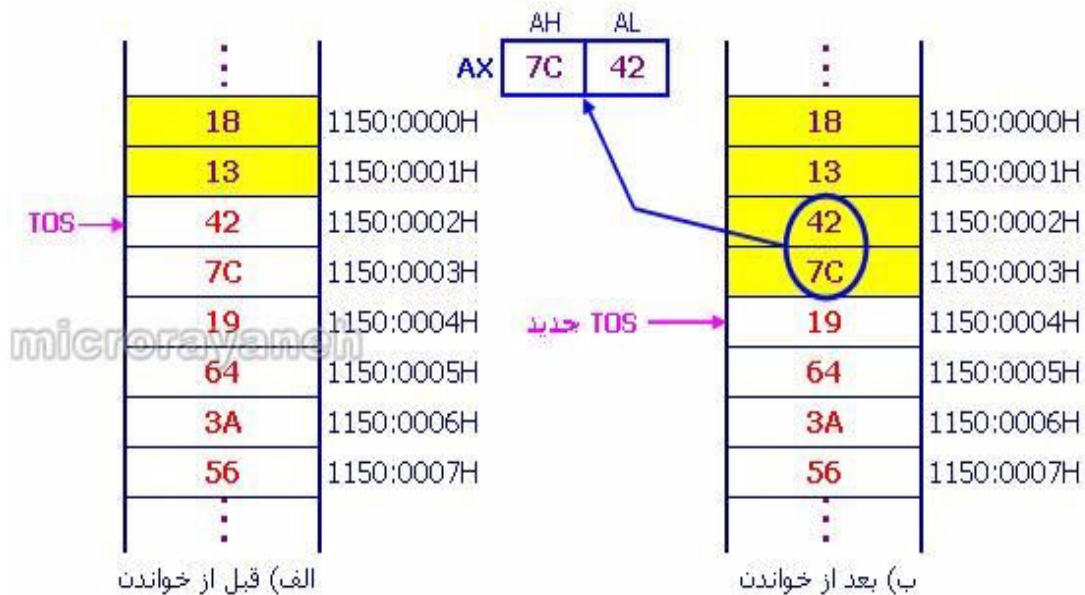 AH AL
AX 7C 42
18 1150:0000H 18 1150:0000H
13 1150:0001H 13 1150:0001H
TOS 42 1150:0002H 42 1150:0002H
7C 1150:0003H 7C 1150:0003H
19 1150:0004H TOS جدید 19 1150:0004H
microrayaneh
64 1150:0005H 64 1150:0005H
3A 1150:0006H 3A 1150:0006H
56 1150:0007H 56 1150:0007H
الف) قبل از خواندن ب) بعد از خواندن